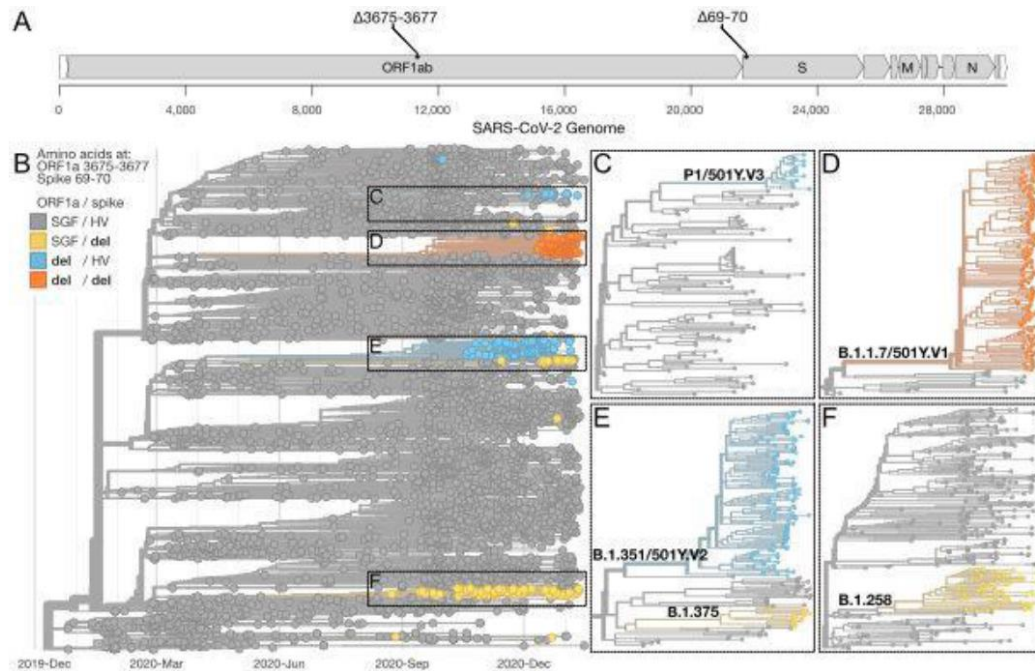 A
Δ3675-3677
Δ69-70
ORF1ab
S
M
N
0
4,000
8,000
12,000
16,000
20,000
24,000
28,000
SARS-CoV-2 Genome
B
Amino acids at:
ORF1a 3675-3677
Spike 69-70
ORF1a / spike
SGF / HV
SGF / del
del / HV
del / del
C
D
E
F
2019-Dec
2020-Mar
2020-Jun
2020-Sep
2020-Dec
C
P1/501Y.V3
D
B.1.1.7/501Y.V1
E
B.1.351/501Y.V2
B.1.375
F
B.1.258